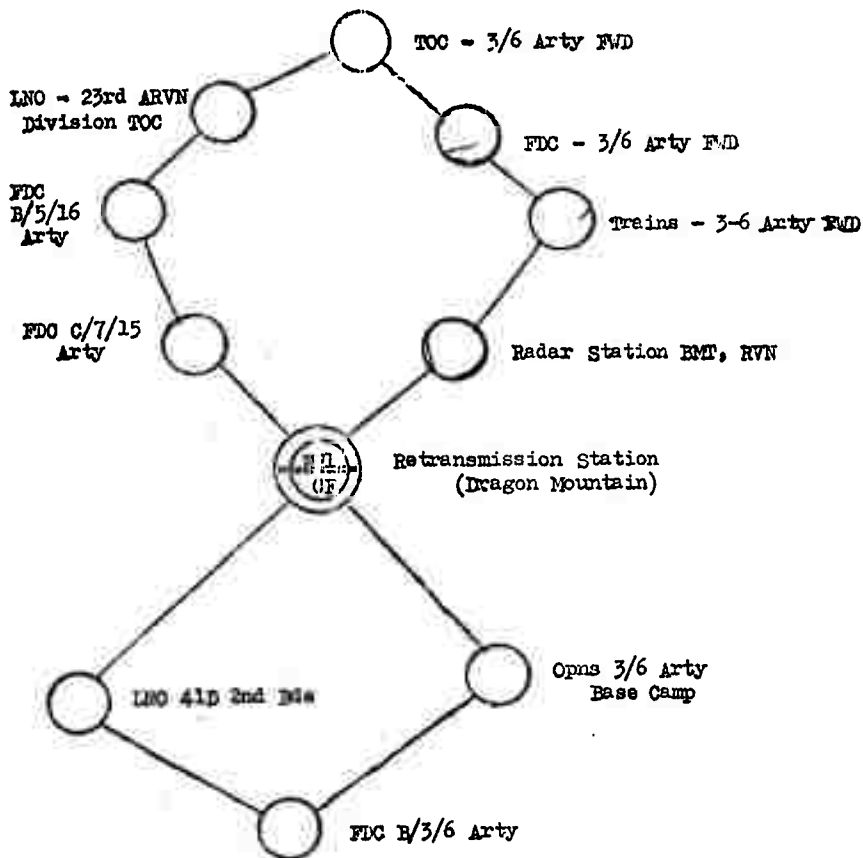 TOC - 3/6 Arty FWD
LNO - 23rd ARVN
Division TOC
FDC - 3/6 Arty FWD
FDC
B/5/16
Arty
Trains - 3-6 Arty FWD
FDC C/7/15
Arty
Radar Station BMT, RVN
Retransmission Station
(Dragon Mountain)
Opns 3/6 Arty
Base Camp
LNO 4ID 2nd Bde
FDC B/3/6 Arty